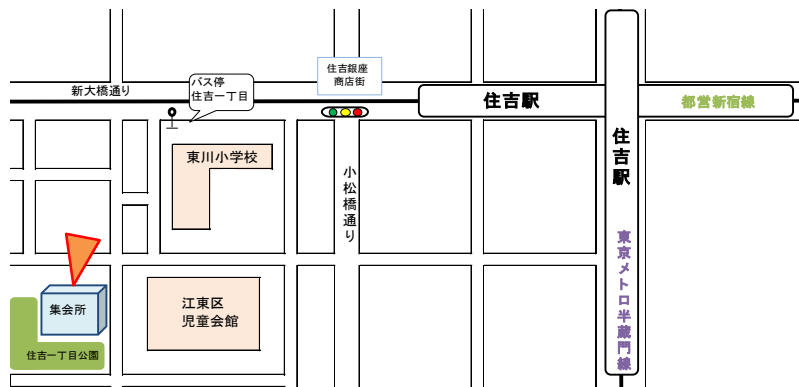 住吉銀座
商店街
バス停
住吉一丁目
新大橋通り
住吉駅
都営新宿線
東川小学校
小松橋通り
住吉駅
東京メトロ半蔵門線
集会所
江東区
児童会館
住吉一丁目公園